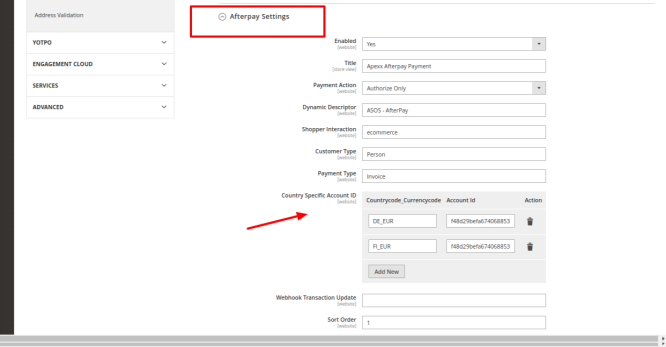 Address Validation
YOTPO
ENGAGEMENT CLOUD
SERVICES
ADVANCED
Afterpay Settings
Enabled
[website]
Yes
Title
[store view]
Apexx Afterpay Payment
Payment Action
[website]
Authorize Only
Dynamic Descriptor
[website]
ASOS - AfterPay
Shopper Interaction
[website]
ecommerce
Customer Type
[website]
Person
Payment Type
[website]
Invoice
Country Specific Account ID
[website]
Countrycode_Currencycode Account Id Action
DE_EUR f48d29befa674068853
FI_EUR f48d29befa674068853
Add New
Webhook Transaction Update
[website]
Sort Order
[website]
1